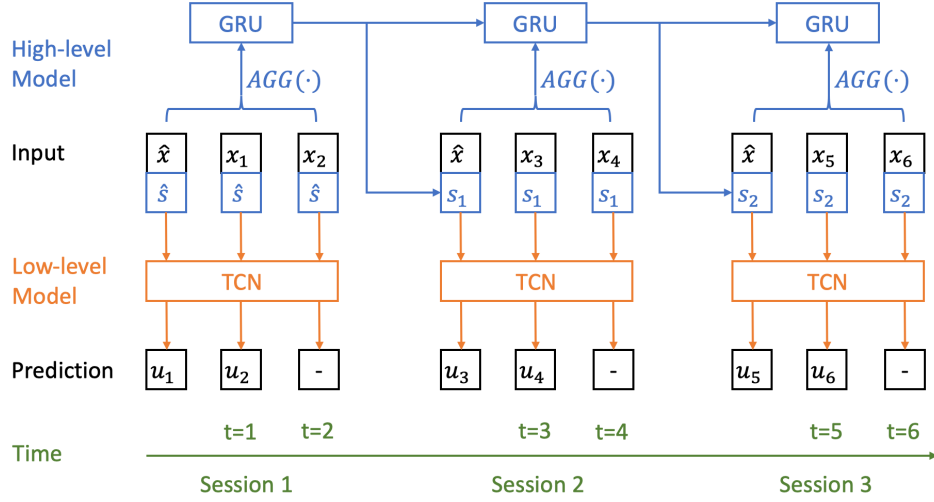 GRU GRU GRU
High-level
Model
AGG(·) AGG(·) AGG(·)
Input x̂ x₁ x₂ x̂ x₃ x₄ x̂ x₅ x₆
ŝ ŝ ŝ s₁ s₁ s₁ s₂ s₂ s₂
Low-level
Model
TCN TCN TCN
Prediction u₁ u₂ - u₃ u₄ - u₅ u₆ -
t=1 t=2 t=3 t=4 t=5 t=6
Time
Session 1 Session 2 Session 3